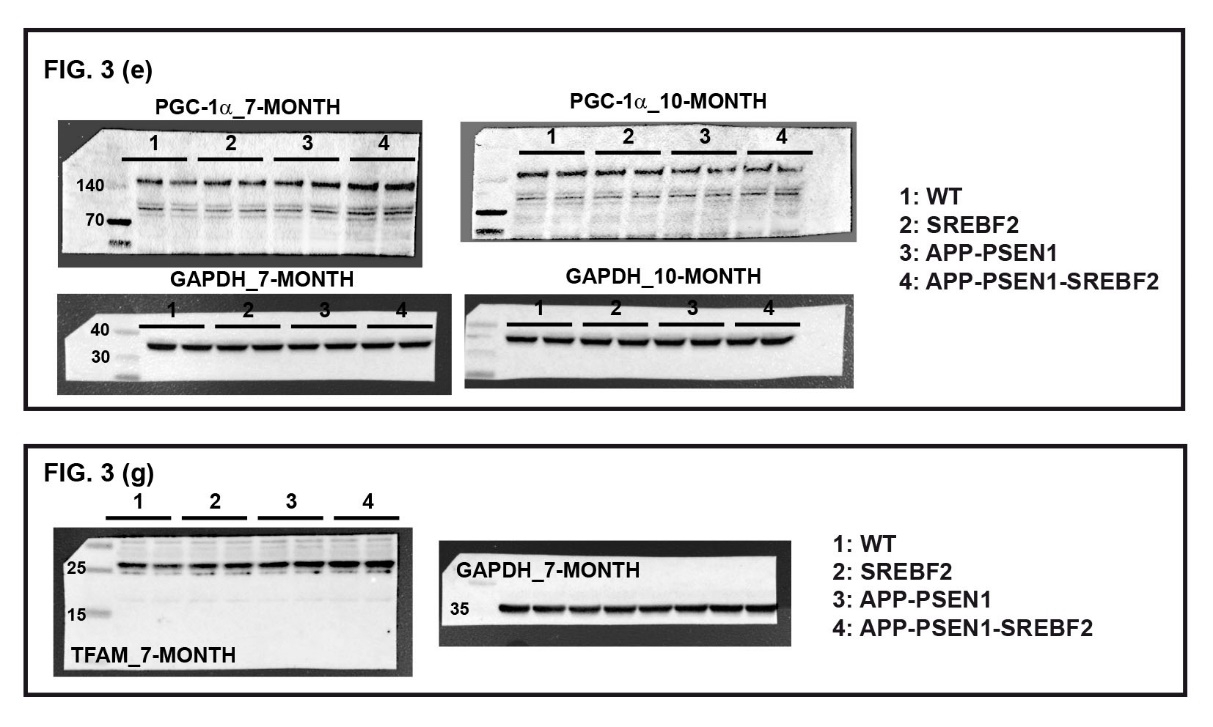 FIG. 3 (e)
PGC-1α_7-MONTH
1 2 3 4
140
70
PGC-1α_10-MONTH
1 2 3 4
GAPDH_7-MONTH
1 2 3 4
40
30
GAPDH_10-MONTH
1 2 3 4
1: WT
2: SREBF2
3: APP-PSEN1
4: APP-PSEN1-SREBF2
FIG. 3 (g)
1 2 3 4
25
15
TFAM_7-MONTH
GAPDH_7-MONTH
35
1: WT
2: SREBF2
3: APP-PSEN1
4: APP-PSEN1-SREBF2